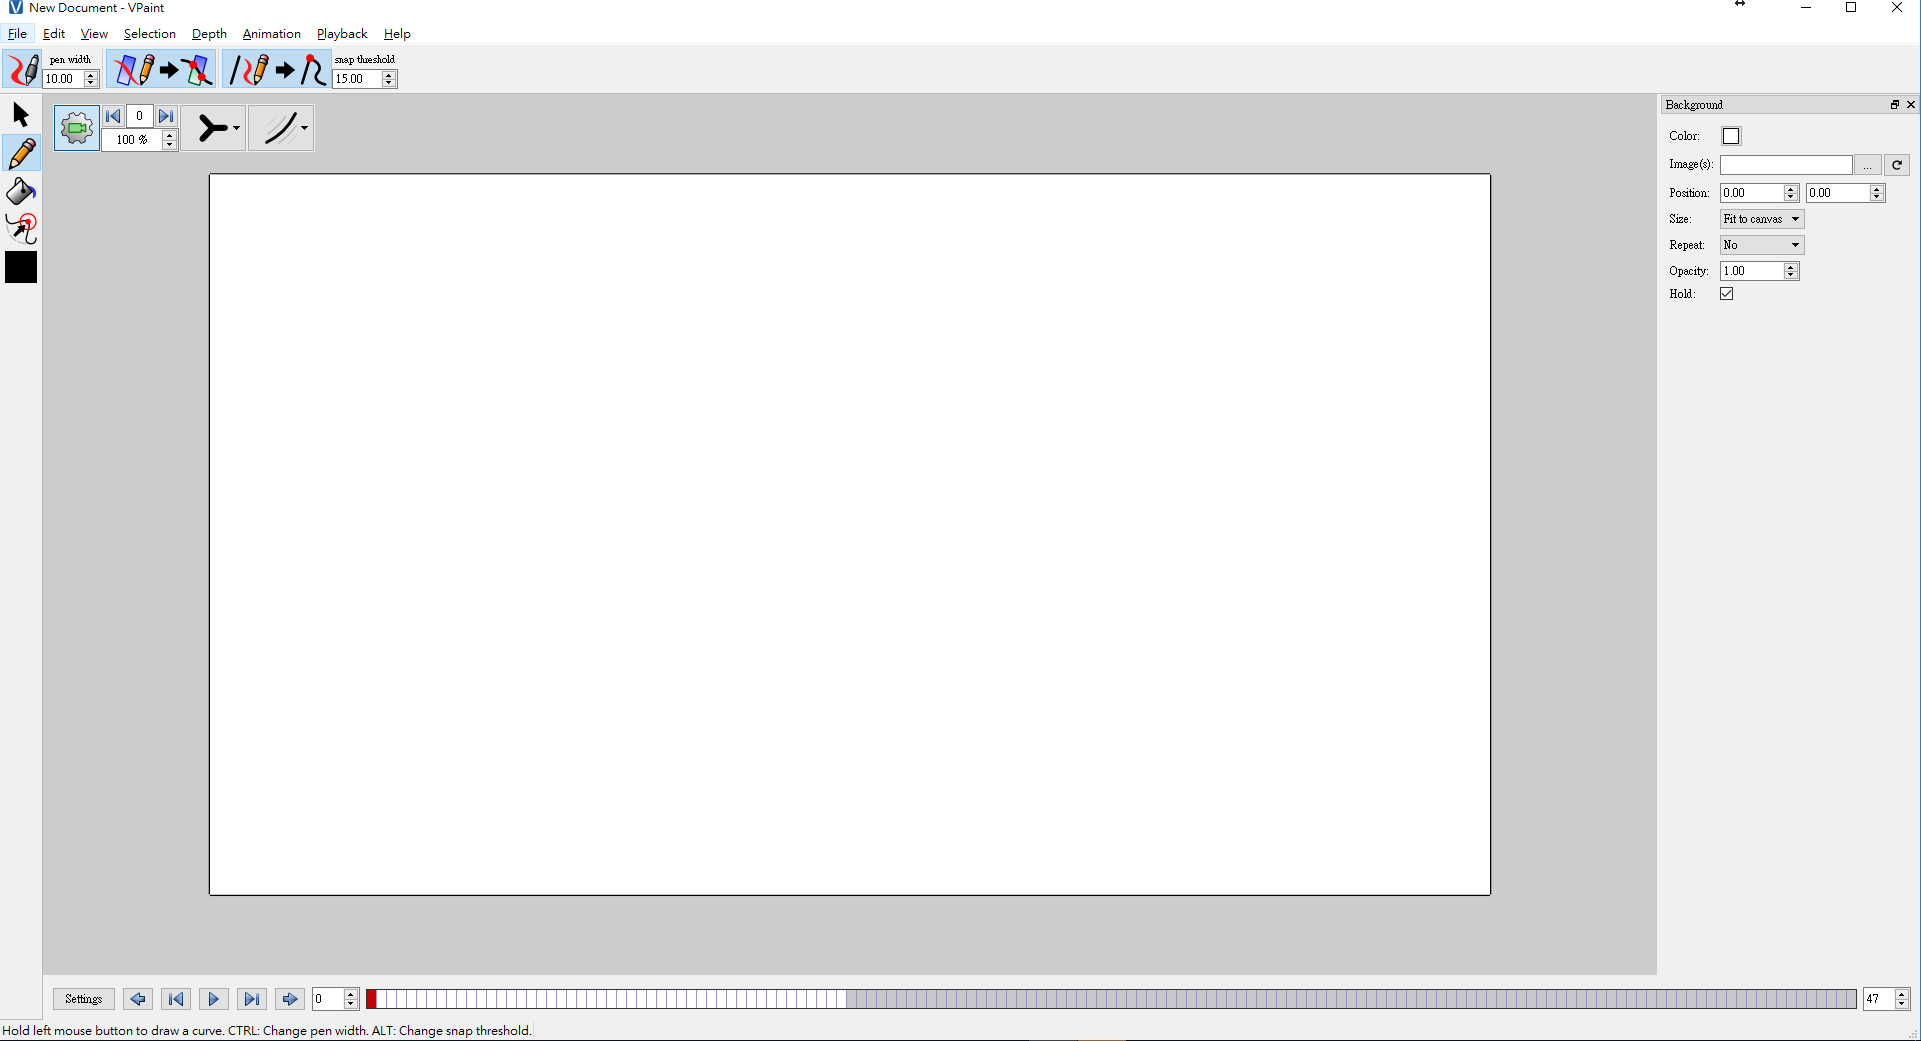 New Document - VPaint
File Edit View Selection Depth Animation Playback Help
pen width
10.00
snap threshold
15.00
0
100 %
Background
Color:
Image(s): ...
Position: 0.00 0.00
Size: Fit to canvas
Repeat: No
Opacity: 1.00
Hold:
Settings 0 47
Hold left mouse button to draw a curve. CTRL: Change pen width. ALT: Change snap threshold.